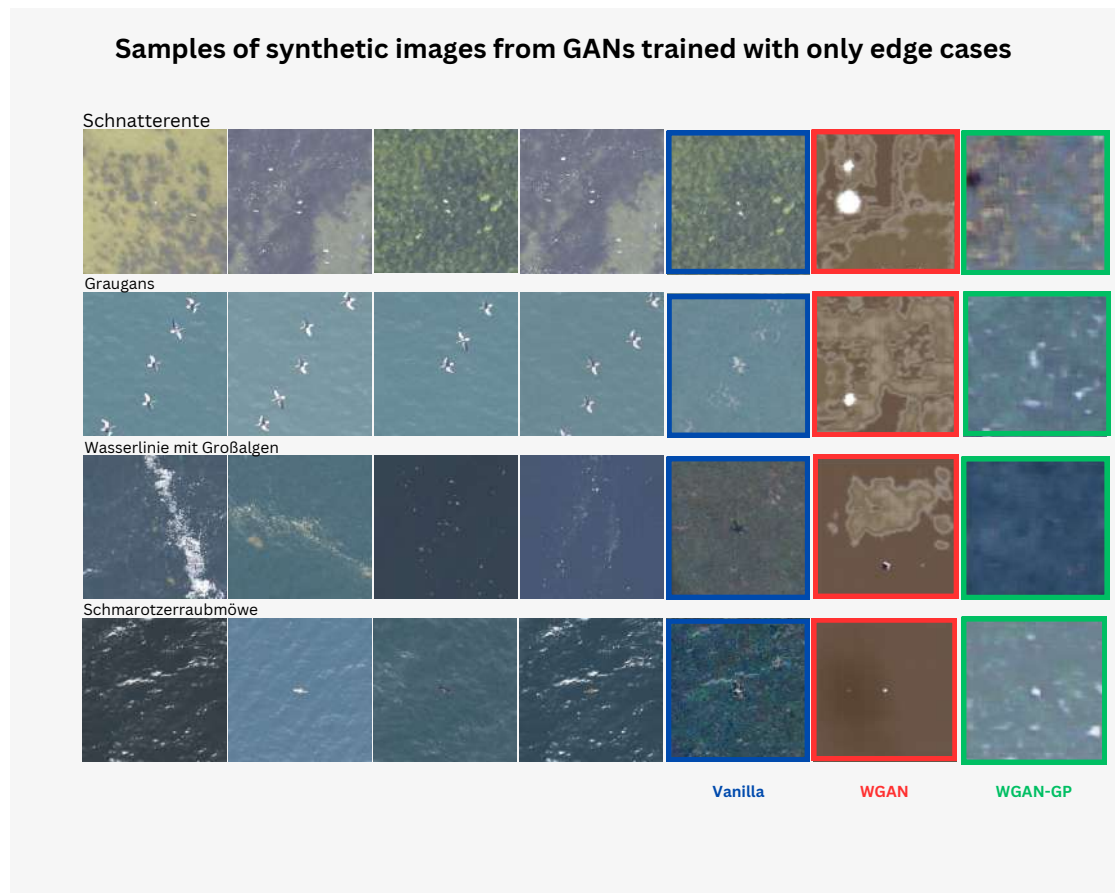 Samples of synthetic images from GANs trained with only edge cases
Schnatterente
Graugans
Wasserlinie mit Großalgen
Schmarotzerraubmöwe
Vanilla
WGAN
WGAN-GP